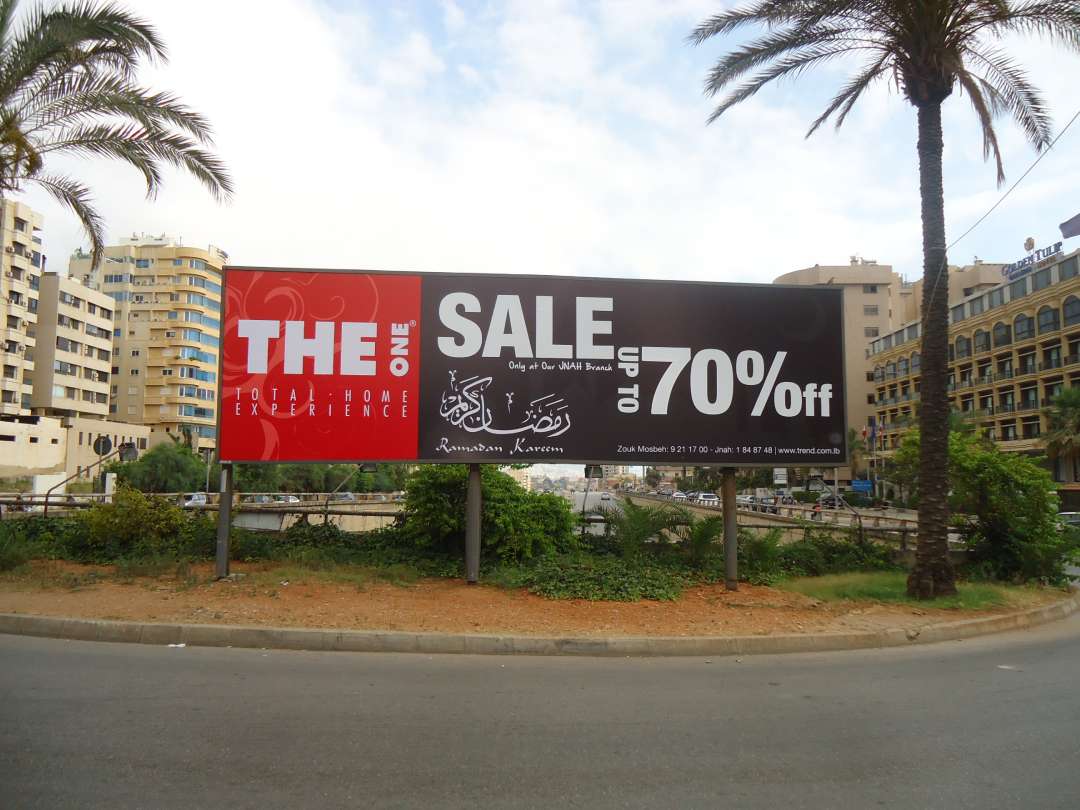 THE ONE®
TOTAL · HOME
EXPERIENCE
SALE
Only at Our JNAH Branch
UP TO
70%off
رمضان كريم
Ramadan Kareem
Zouk Mosbeh: 9 21 17 00 - Jnah: 1 84 87 48 | www.trend.com.lb
GOLDEN TULIP